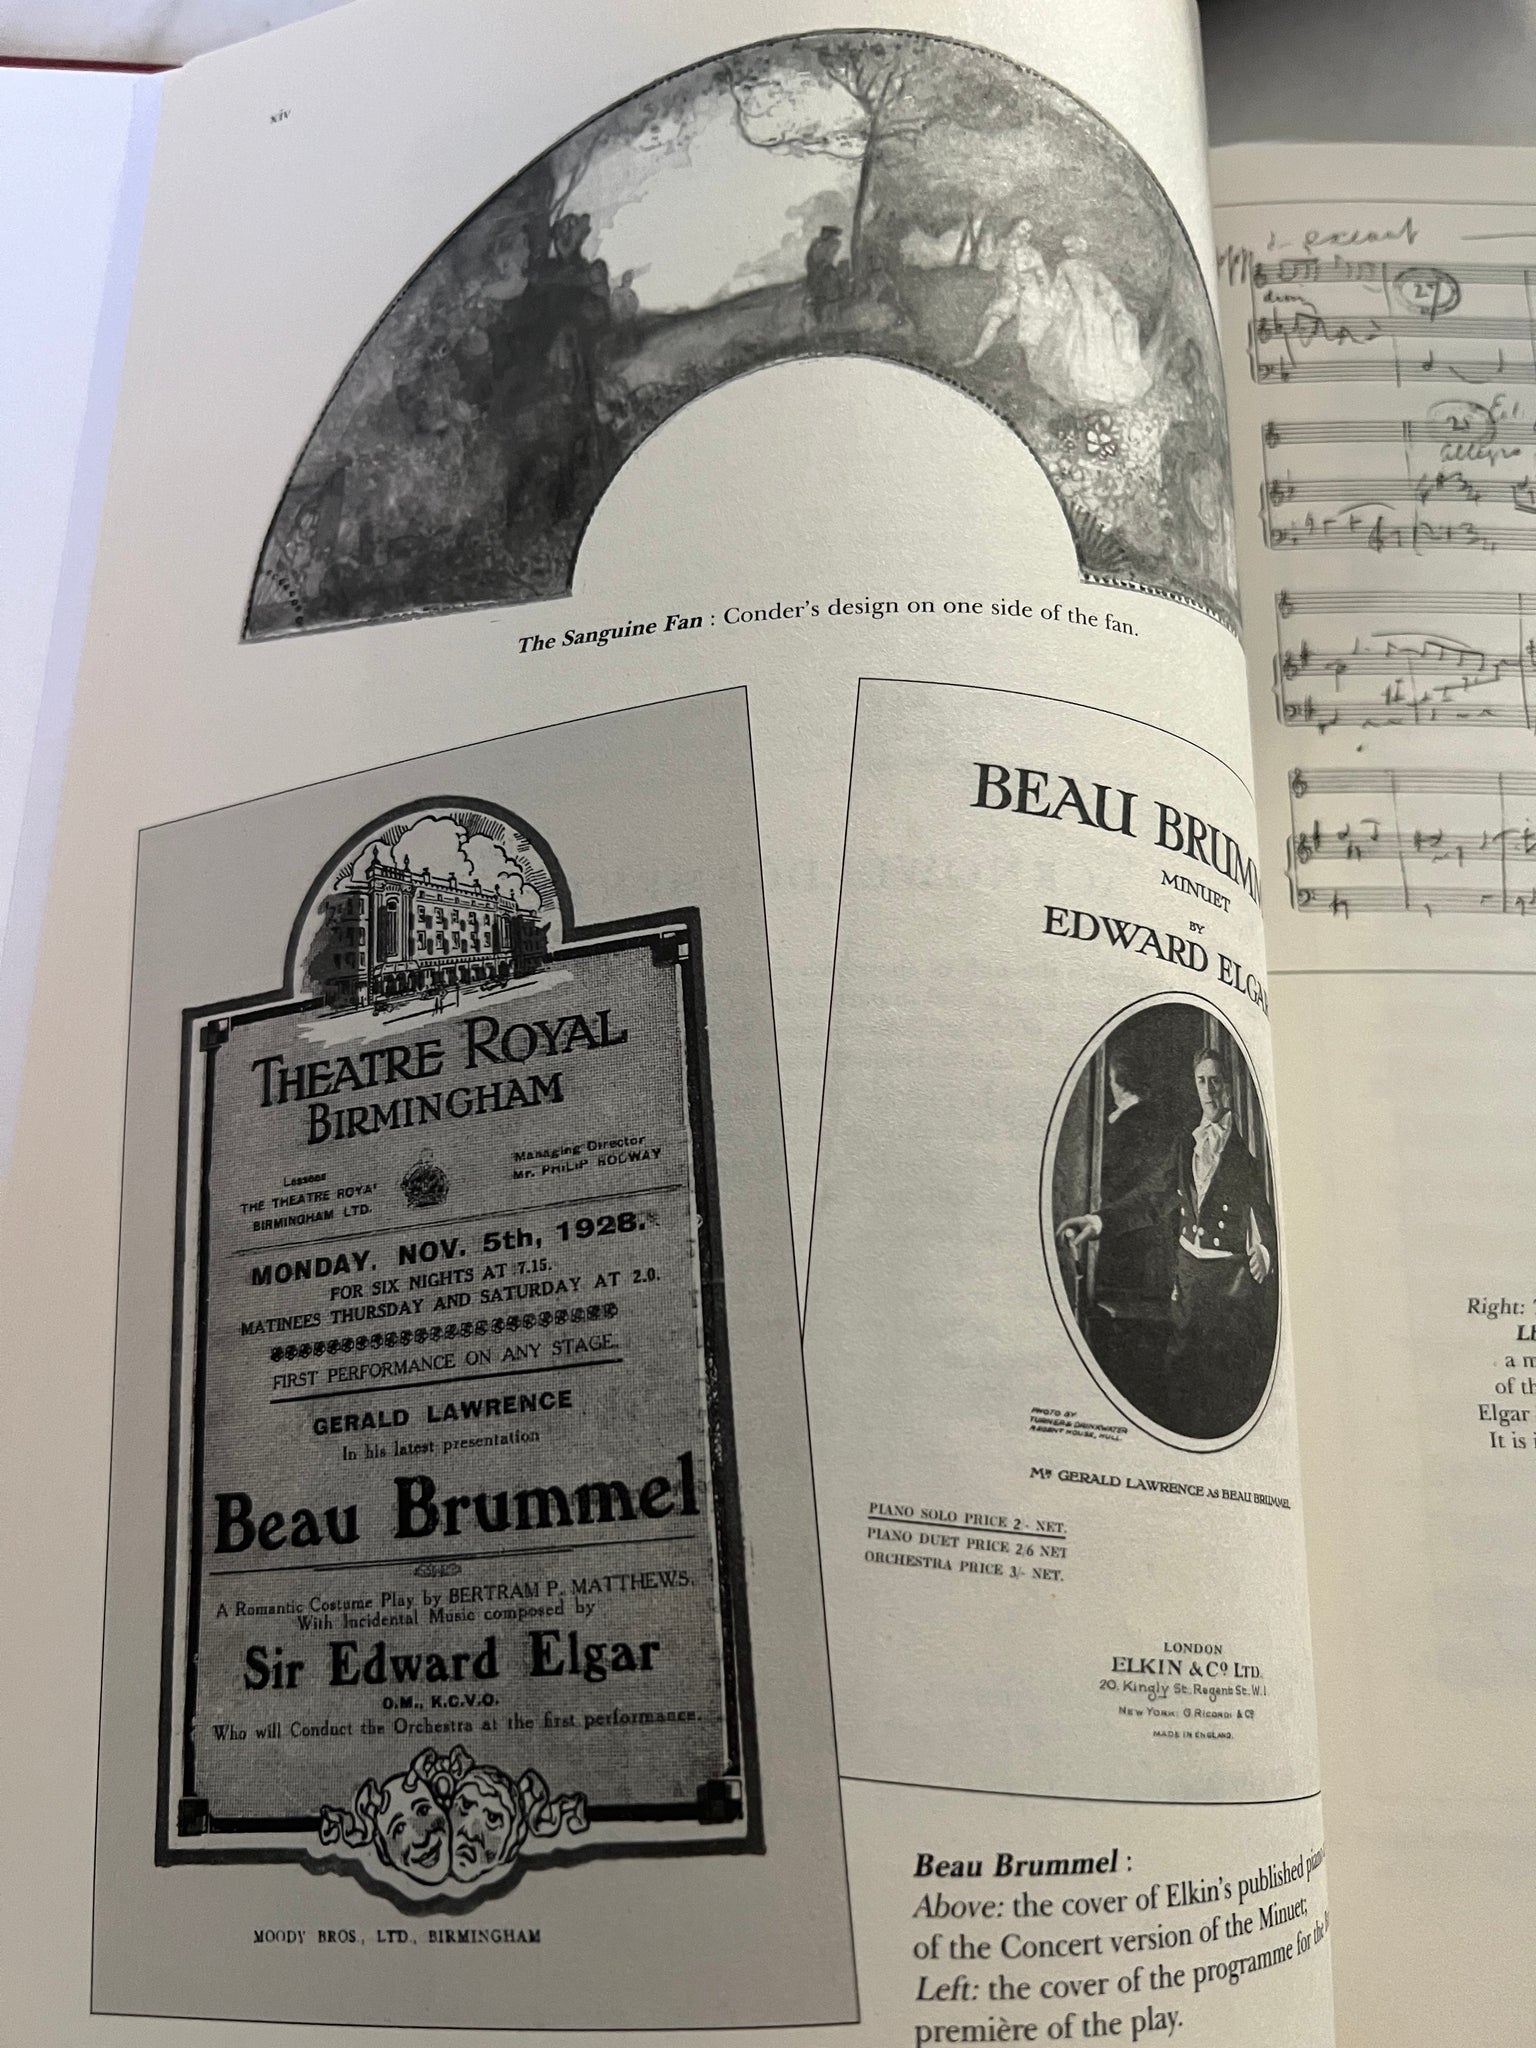 xiv
The Sanguine Fan : Conder's design on one side of the fan.
THEATRE ROYAL
BIRMINGHAM
Lessees
THE THEATRE ROYAL
BIRMINGHAM LTD.
Managing Director
Mr. PHILIP RODWAY
MONDAY, NOV. 5th, 1928.
FOR SIX NIGHTS AT 7.15.
MATINEES THURSDAY AND SATURDAY AT 2.0.
FIRST PERFORMANCE ON ANY STAGE.
GERALD LAWRENCE
In his latest presentation
Beau Brummel
A Romantic Costume Play by BERTRAM P. MATTHEWS.
With Incidental Music composed by
Sir Edward Elgar
O.M., K.C.V.O.
Who will Conduct the Orchestra at the first performance.
MOODY BROS., LTD., BIRMINGHAM
BEAU BRUMM
MINUET
BY
EDWARD ELGA
PHOTO BY
TURNER & DRINKWATER
REGENT HOUSE, HULL.
MR GERALD LAWRENCE AS BEAU BRUMMEL
PIANO SOLO PRICE 2/- NET.
PIANO DUET PRICE 2/6 NET
ORCHESTRA PRICE 3/- NET.
LONDON
ELKIN & CO LTD.
20, Kingly St. Regent St. W.1.
NEW YORK: G. RICORDI & CO
MADE IN ENGLAND.
Beau Brummel :
Above: the cover of Elkin's published piano
of the Concert version of the Minuet;
Left: the cover of the programme for the
première of the play.
27
allegro
Right:
a m
of th
Elgar
It is i